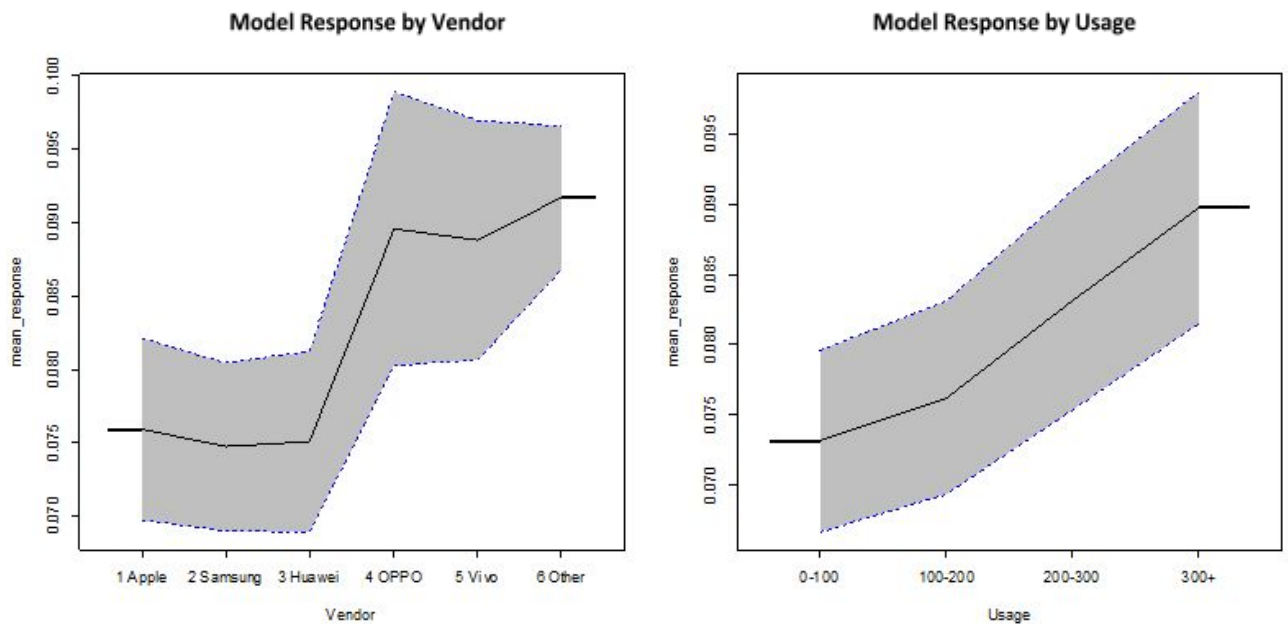 Model Response by Vendor
mean_response
0.100
0.095
0.090
0.085
0.080
0.075
0.070
1 Apple 2 Samsung 3 Huawei 4 OPPO 5 Vivo 6 Other
Vendor
Model Response by Usage
mean_response
0.095
0.090
0.085
0.080
0.075
0.070
0-100 100-200 200-300 300+
Usage